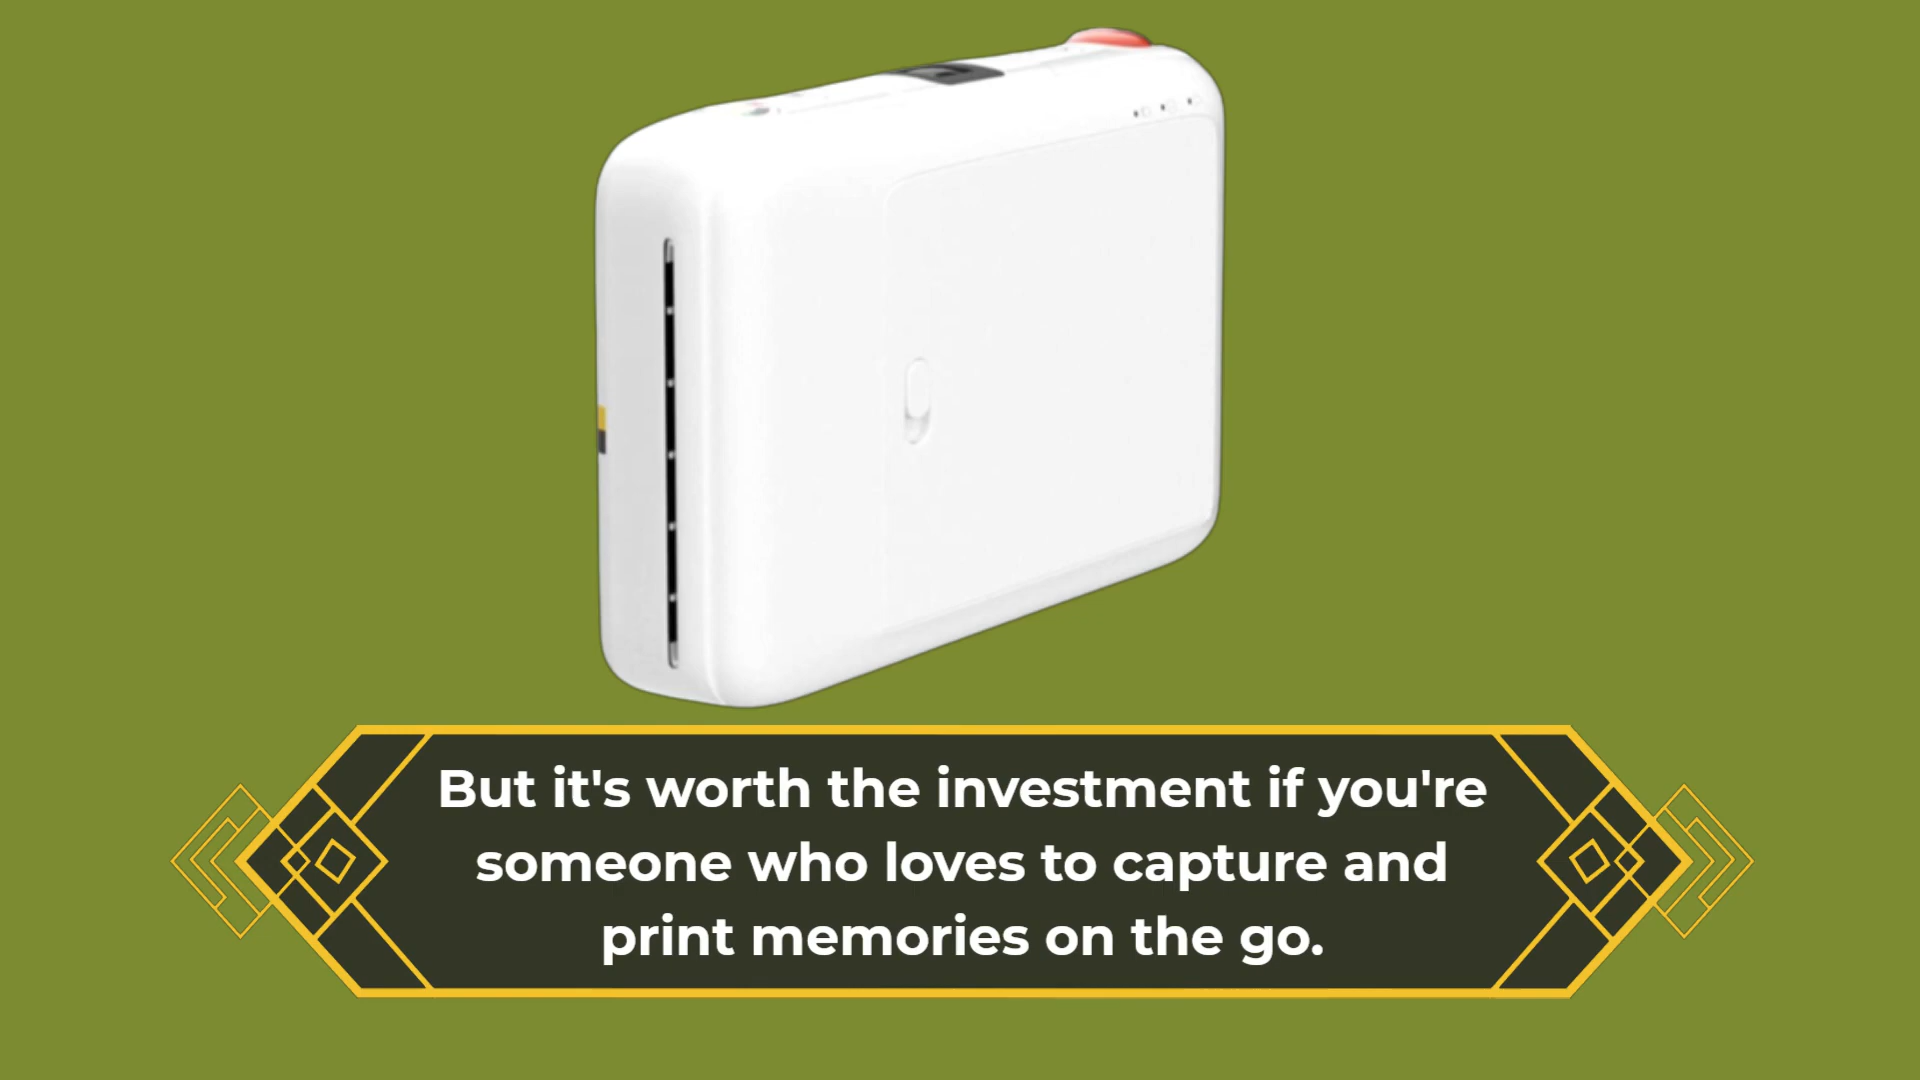 But it's worth the investment if you're
someone who loves to capture and
print memories on the go.